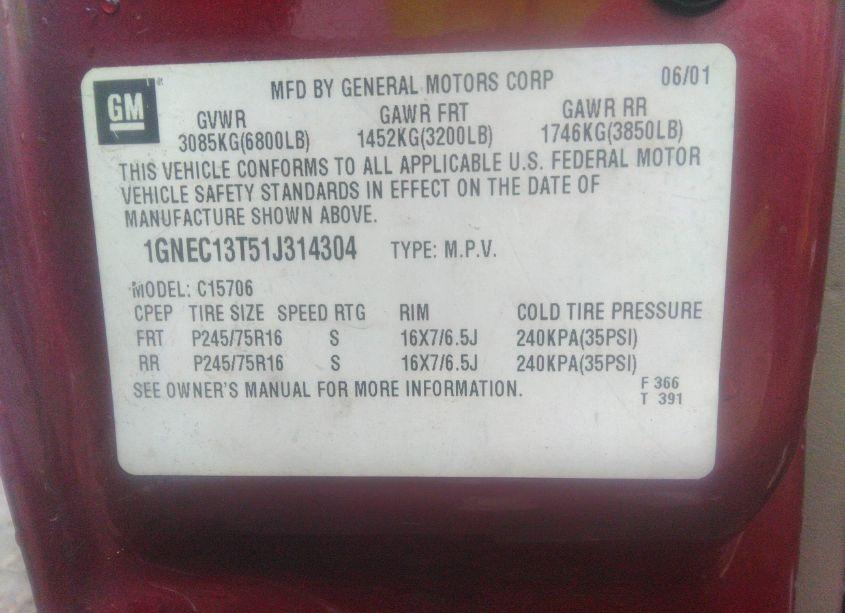 GM
MFD BY GENERAL MOTORS CORP 06/01
GVWR GAWR FRT GAWR RR
3085KG(6800LB) 1452KG(3200LB) 1746KG(3850LB)
THIS VEHICLE CONFORMS TO ALL APPLICABLE U.S. FEDERAL MOTOR
VEHICLE SAFETY STANDARDS IN EFFECT ON THE DATE OF
MANUFACTURE SHOWN ABOVE.
1GNEC13T51J314304 TYPE: M.P.V.
MODEL: C15706
CPEP TIRE SIZE SPEED RTG RIM COLD TIRE PRESSURE
FRT P245/75R16 S 16X7/6.5J 240KPA(35PSI)
RR P245/75R16 S 16X7/6.5J 240KPA(35PSI)
SEE OWNER'S MANUAL FOR MORE INFORMATION. F 366
T 391